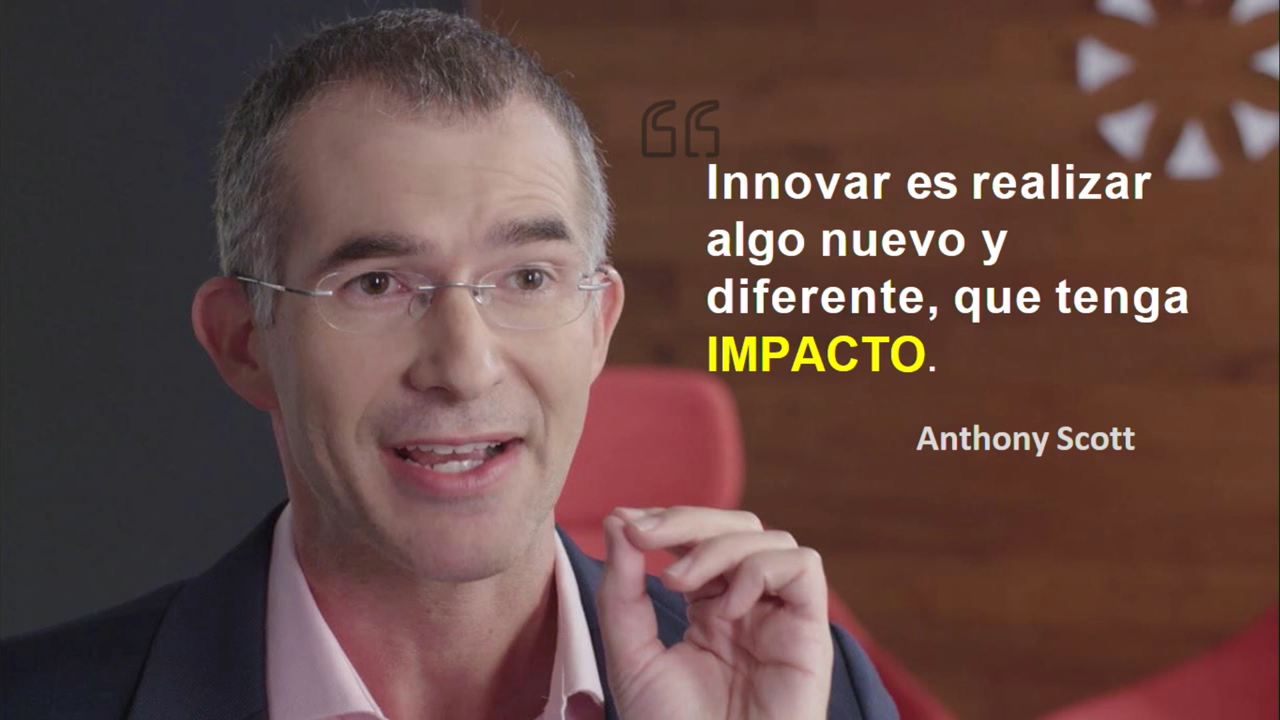 Innovar es realizar
algo nuevo y
diferente, que tenga
IMPACTO.
Anthony Scott